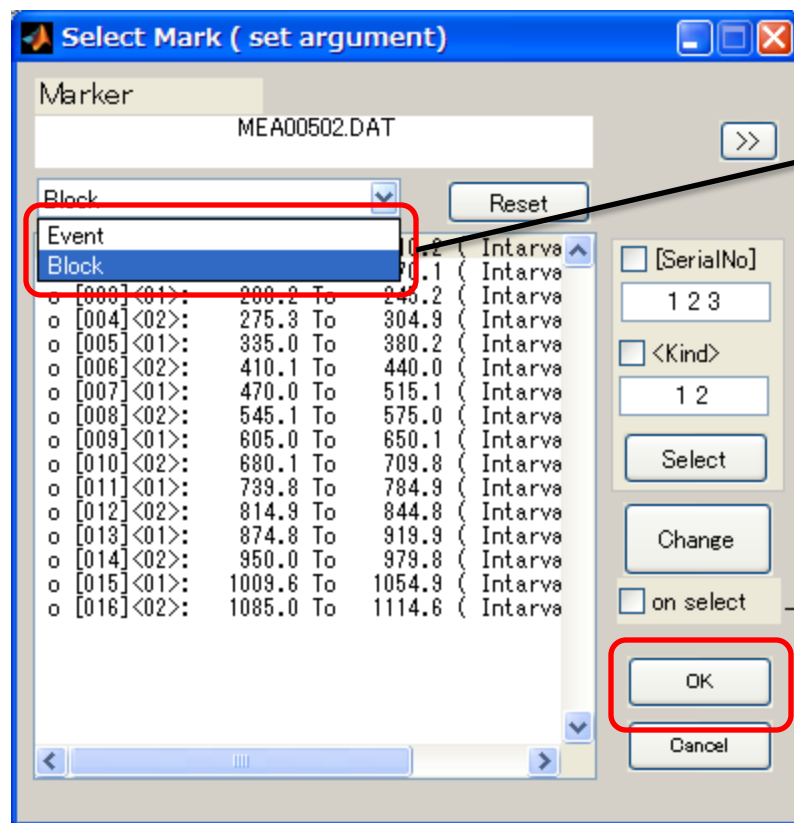 Select Mark ( set argument)
Marker
MEA00502.DAT
>>
Block
Reset
Event
Block
10.2 ( Intarva
70.1 ( Intarva
o [003]<01>: 200.2 To 245.2 ( Intarva
o [004]<02>: 275.3 To 304.9 ( Intarva
o [005]<01>: 335.0 To 380.2 ( Intarva
o [006]<02>: 410.1 To 440.0 ( Intarva
o [007]<01>: 470.0 To 515.1 ( Intarva
o [008]<02>: 545.1 To 575.0 ( Intarva
o [009]<01>: 605.0 To 650.1 ( Intarva
o [010]<02>: 680.1 To 709.8 ( Intarva
o [011]<01>: 739.8 To 784.9 ( Intarva
o [012]<02>: 814.9 To 844.8 ( Intarva
o [013]<01>: 874.8 To 919.9 ( Intarva
o [014]<02>: 950.0 To 979.8 ( Intarva
o [015]<01>: 1009.6 To 1054.9 ( Intarva
o [016]<02>: 1085.0 To 1114.6 ( Intarva
[SerialNo]
1 2 3
<Kind>
1 2
Select
Change
on select
OK
Cancel